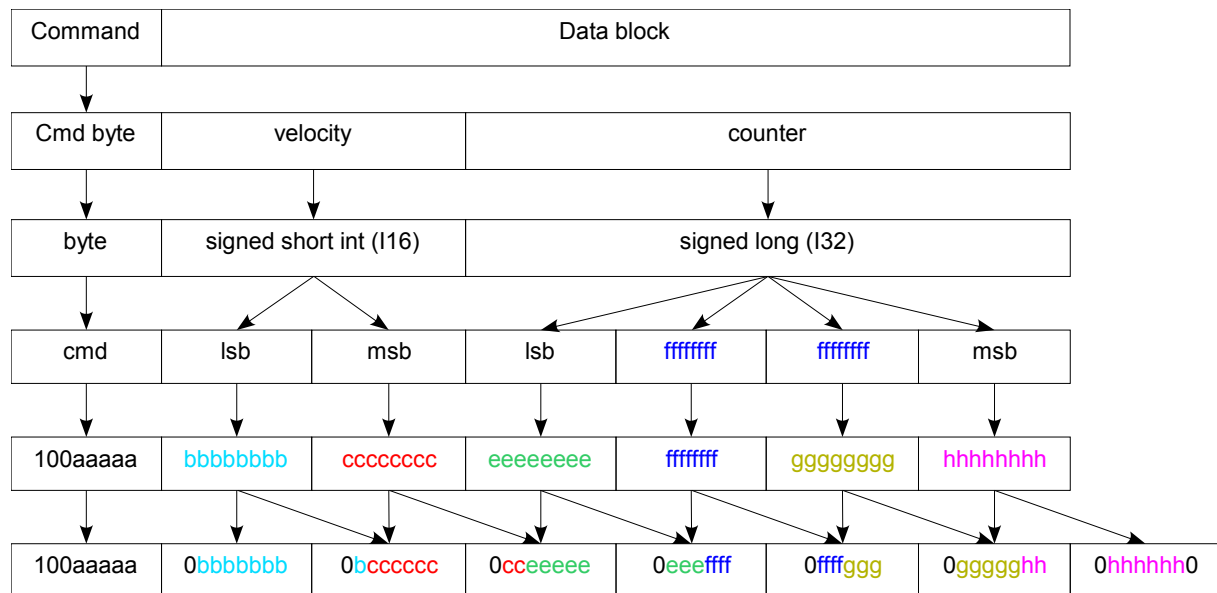 Command Data block
Cmd byte velocity counter
byte signed short int (I16) signed long (I32)
cmd lsb msb lsb ffffffff ffffffff msb
100aaaaa bbbbbbbb cccccccc eeeeeeee ffffffff gggggggg hhhhhhhh
100aaaaa 0bbbbbbb 0bcccccc 0cceeeee 0eeeffff 0ffffggg 0ggggghh 0hhhhhh0